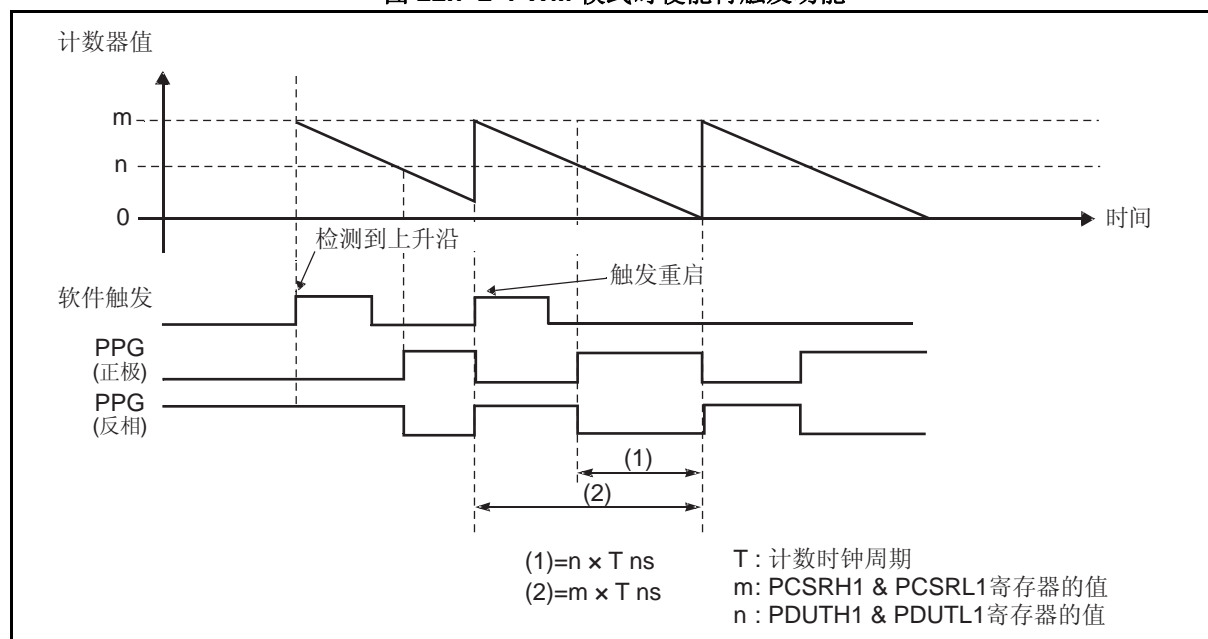 计数器值
m
n
0
时间
检测到上升沿
触发重启
软件触发
PPG
(正极)
PPG
(反相)
(1)
(2)
(1)=n × T ns
(2)=m × T ns
T : 计数时钟周期
m: PCSRH1 & PCSRL1寄存器的值
n : PDUTH1 & PDUTL1寄存器的值